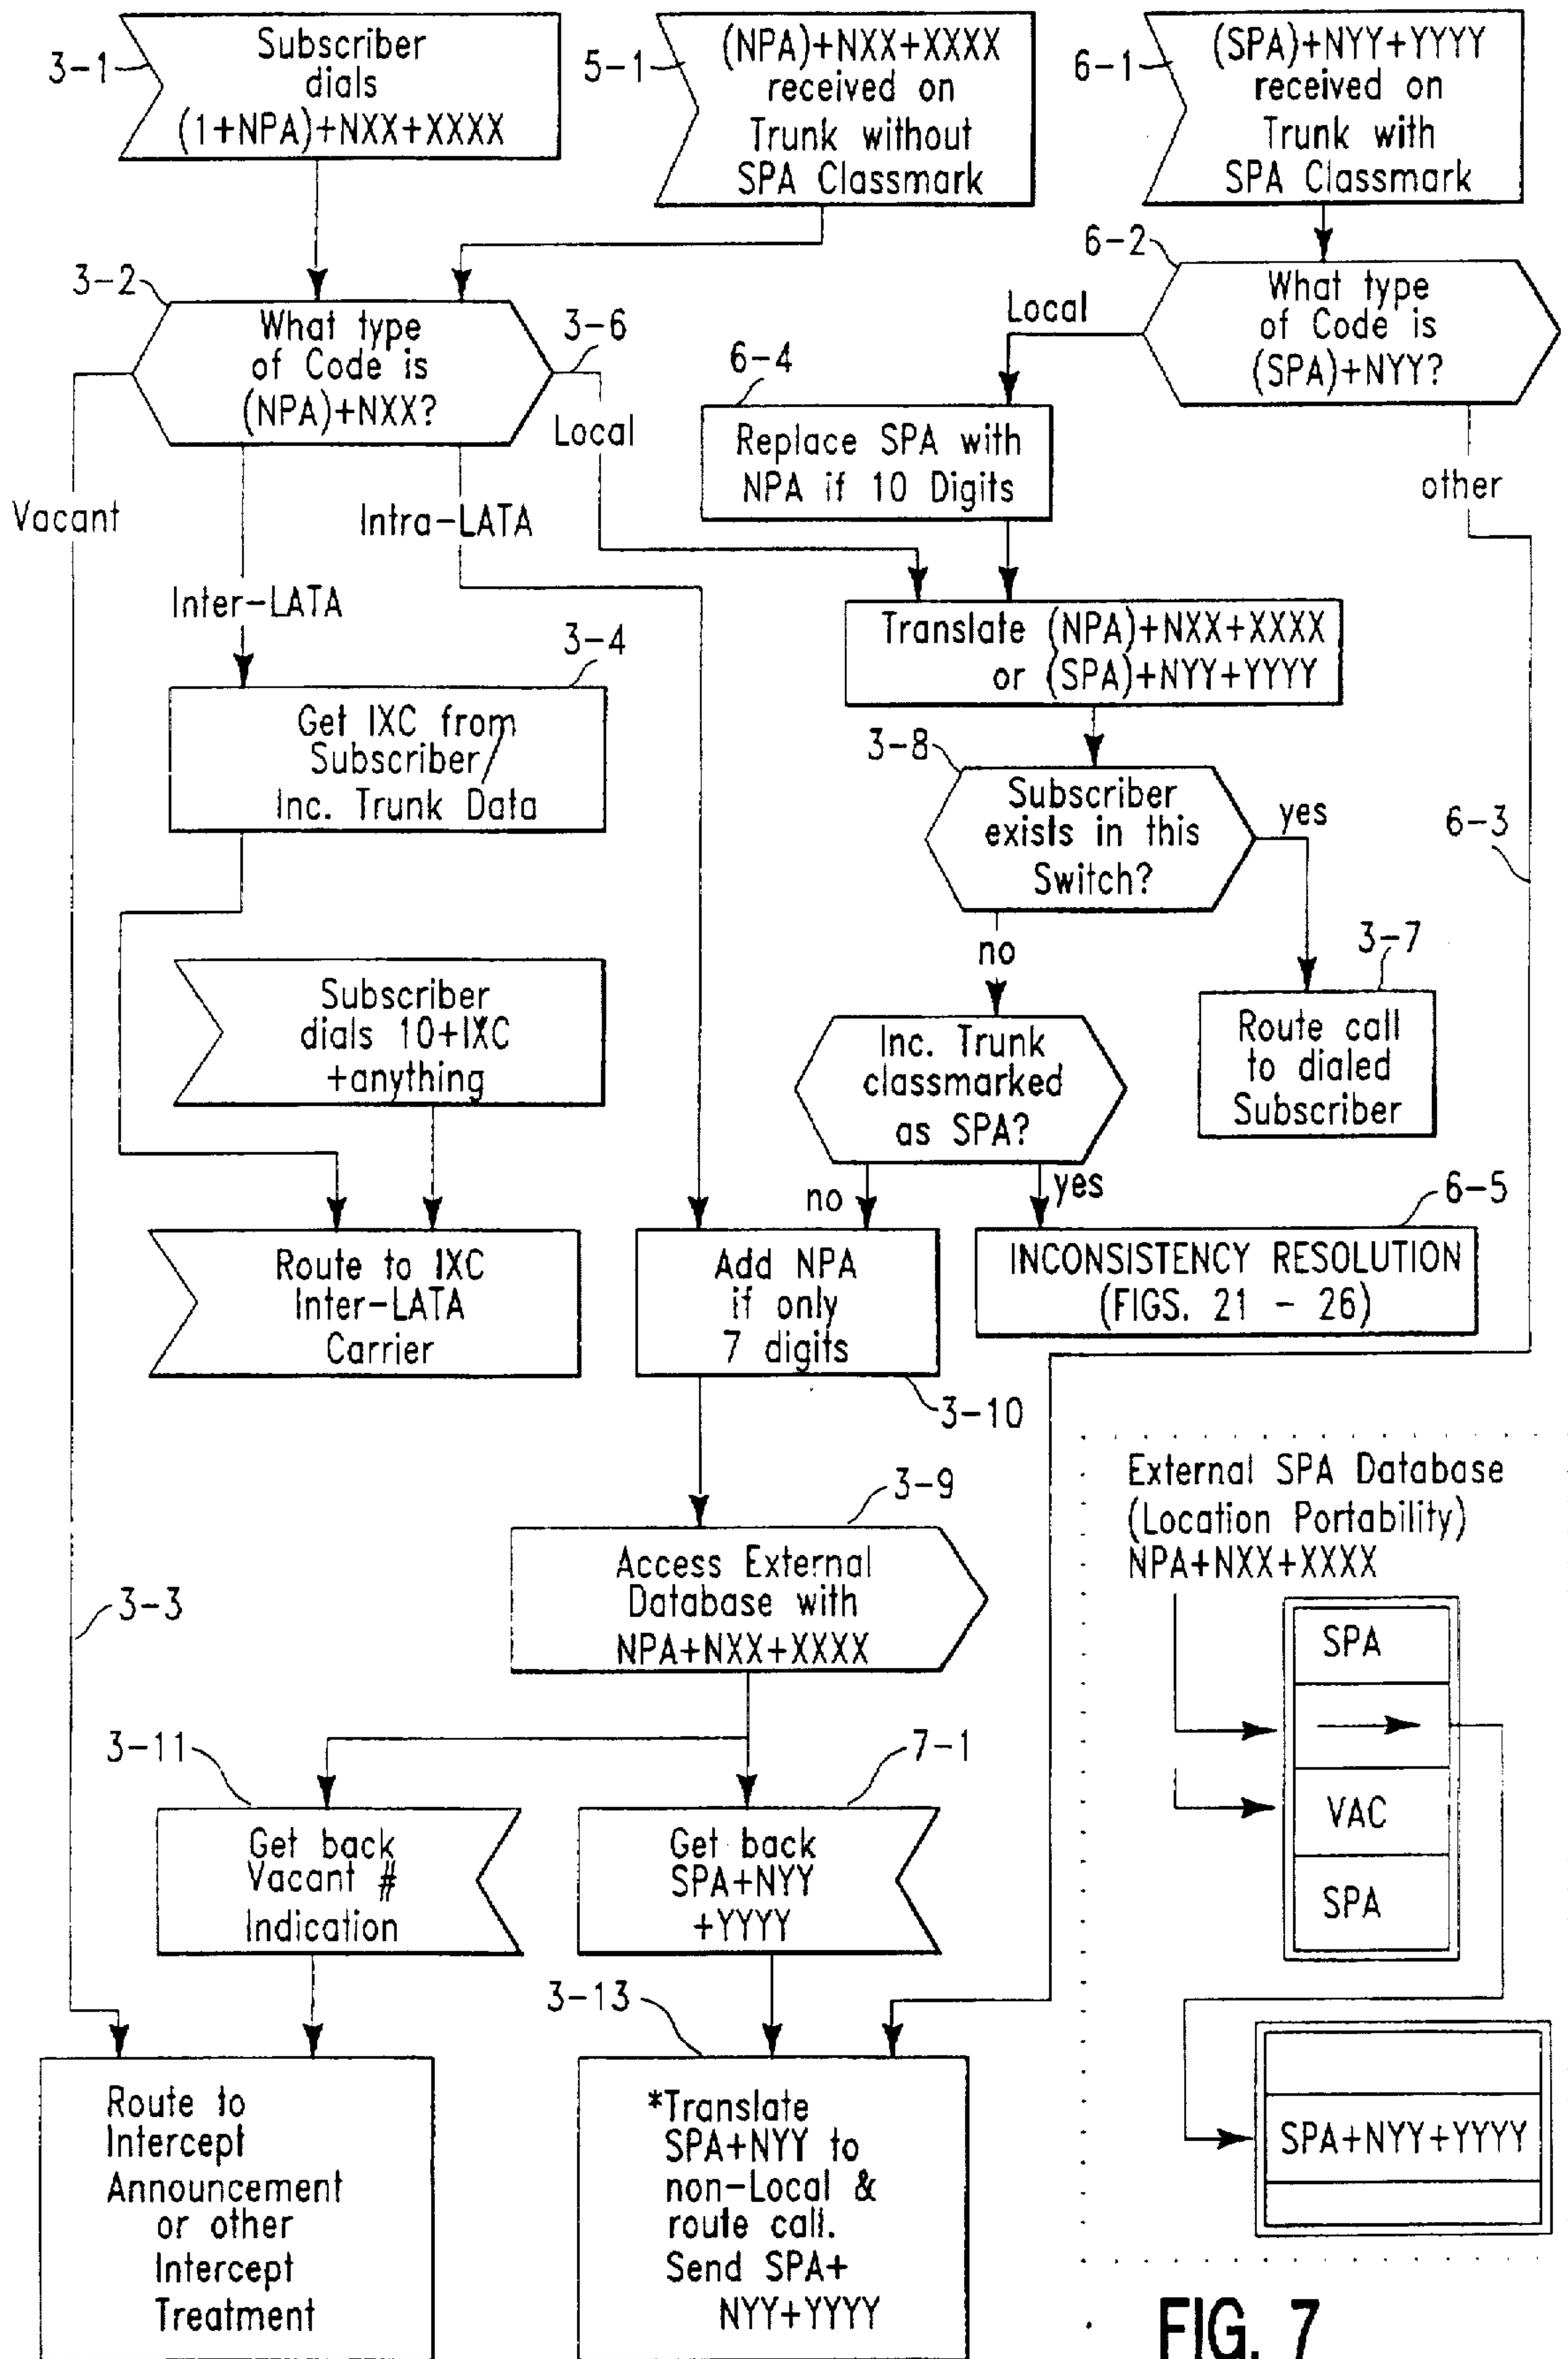 3-1
Subscriber
dials
(1+NPA)+NXX+XXXX
5-1
(NPA)+NXX+XXXX
received on
Trunk without
SPA Classmark
6-1
(SPA)+NYY+YYYY
received on
Trunk with
SPA Classmark
3-2
What type
of Code is
(NPA)+NXX?
3-6
Local
6-2
What type
of Code is
(SPA)+NYY?
Local
other
6-4
Replace SPA with
NPA if 10 Digits
Vacant
Inter-LATA
Intra-LATA
Translate (NPA)+NXX+XXXX
or (SPA)+NYY+YYYY
3-4
Get IXC from
Subscriber/
Inc. Trunk Data
3-8
Subscriber
exists in this
Switch?
yes
no
6-3
3-7
Route call
to dialed
Subscriber
Subscriber
dials 10+IXC
+anything
Inc. Trunk
classmarked
as SPA?
no
yes
6-5
INCONSISTENCY RESOLUTION
(FIGS. 21 - 26)
Route to IXC
Inter-LATA
Carrier
Add NPA
if only
7 digits
3-10
3-9
Access External
Database with
NPA+NXX+XXXX
3-3
External SPA Database
(Location Portability)
NPA+NXX+XXXX
SPA
VAC
SPA
SPA+NYY+YYYY
3-11
Get back
Vacant #
Indication
7-1
Get back
SPA+NYY
+YYYY
3-13
Route to
Intercept
Announcement
or other
Intercept
Treatment
*Translate
SPA+NYY to
non-Local &
route call.
Send SPA+
NYY+YYYY
FIG. 7